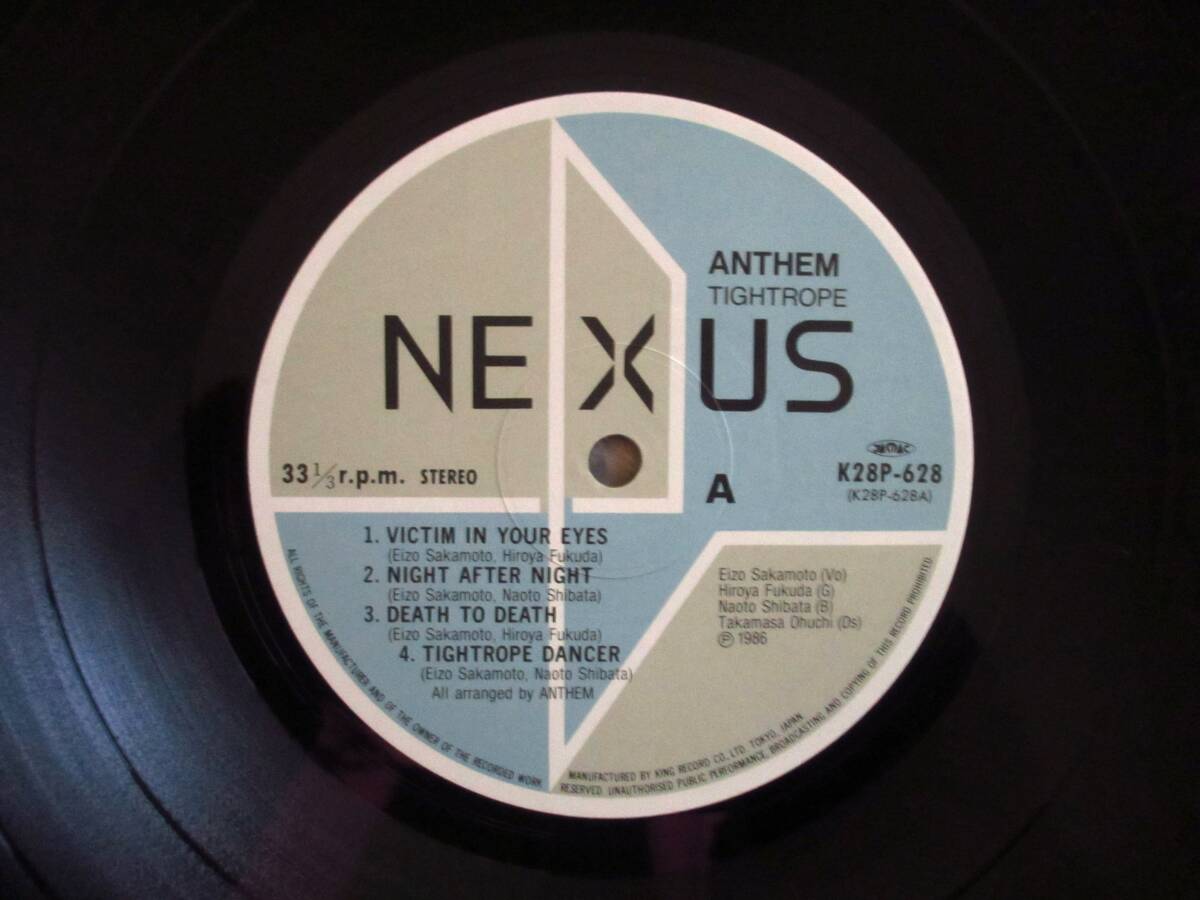 ANTHEM
TIGHTROPE
NEXUS
33 1/3 r.p.m. STEREO
A
K28P-628
(K28P-628A)
1. VICTIM IN YOUR EYES
(Eizo Sakamoto, Hiroya Fukuda)
2. NIGHT AFTER NIGHT
(Eizo Sakamoto, Naoto Shibata)
3. DEATH TO DEATH
(Eizo Sakamoto, Hiroya Fukuda)
4. TIGHTROPE DANCER
(Eizo Sakamoto, Naoto Shibata)
All arranged by ANTHEM
Eizo Sakamoto (Vo)
Hiroya Fukuda (G)
Naoto Shibata (B)
Takamasa Ohuchi (Ds)
Ⓟ 1986
MANUFACTURED BY KING RECORD CO., LTD. TOKYO, JAPAN
ALL RIGHTS OF THE MANUFACTURER AND OF THE OWNER OF THE RECORDED WORK RESERVED. UNAUTHORISED PUBLIC PERFORMANCE, BROADCASTING AND COPYING OF THIS RECORD PROHIBITED